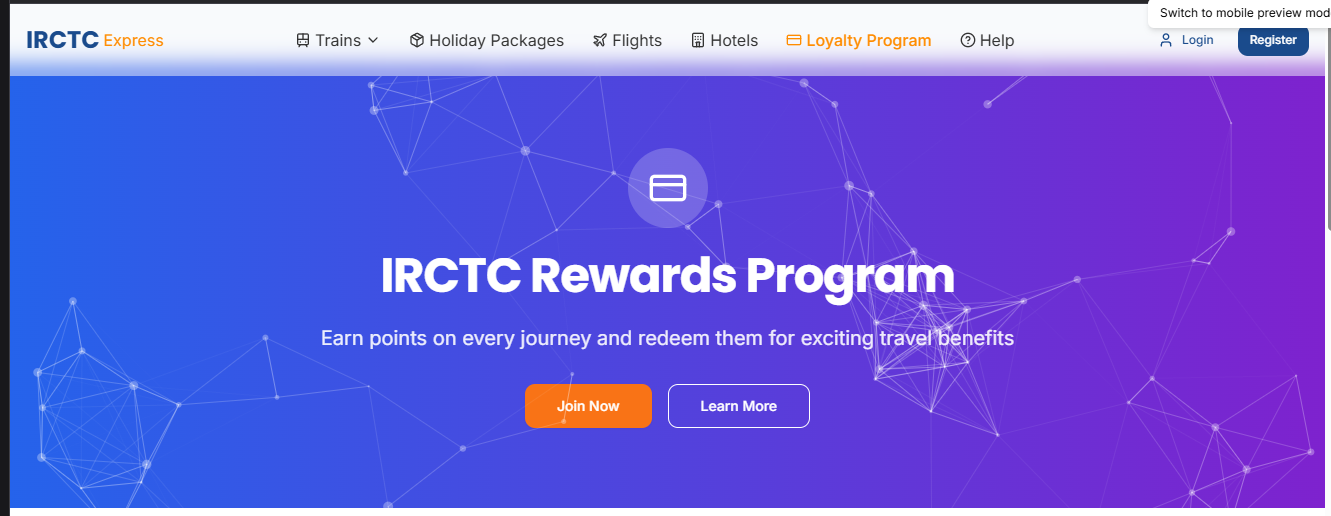 Switch to mobile preview mod
IRCTC Express Trains Holiday Packages Flights Hotels Loyalty Program Help Login Register
IRCTC Rewards Program
Earn points on every journey and redeem them for exciting travel benefits
Join Now Learn More